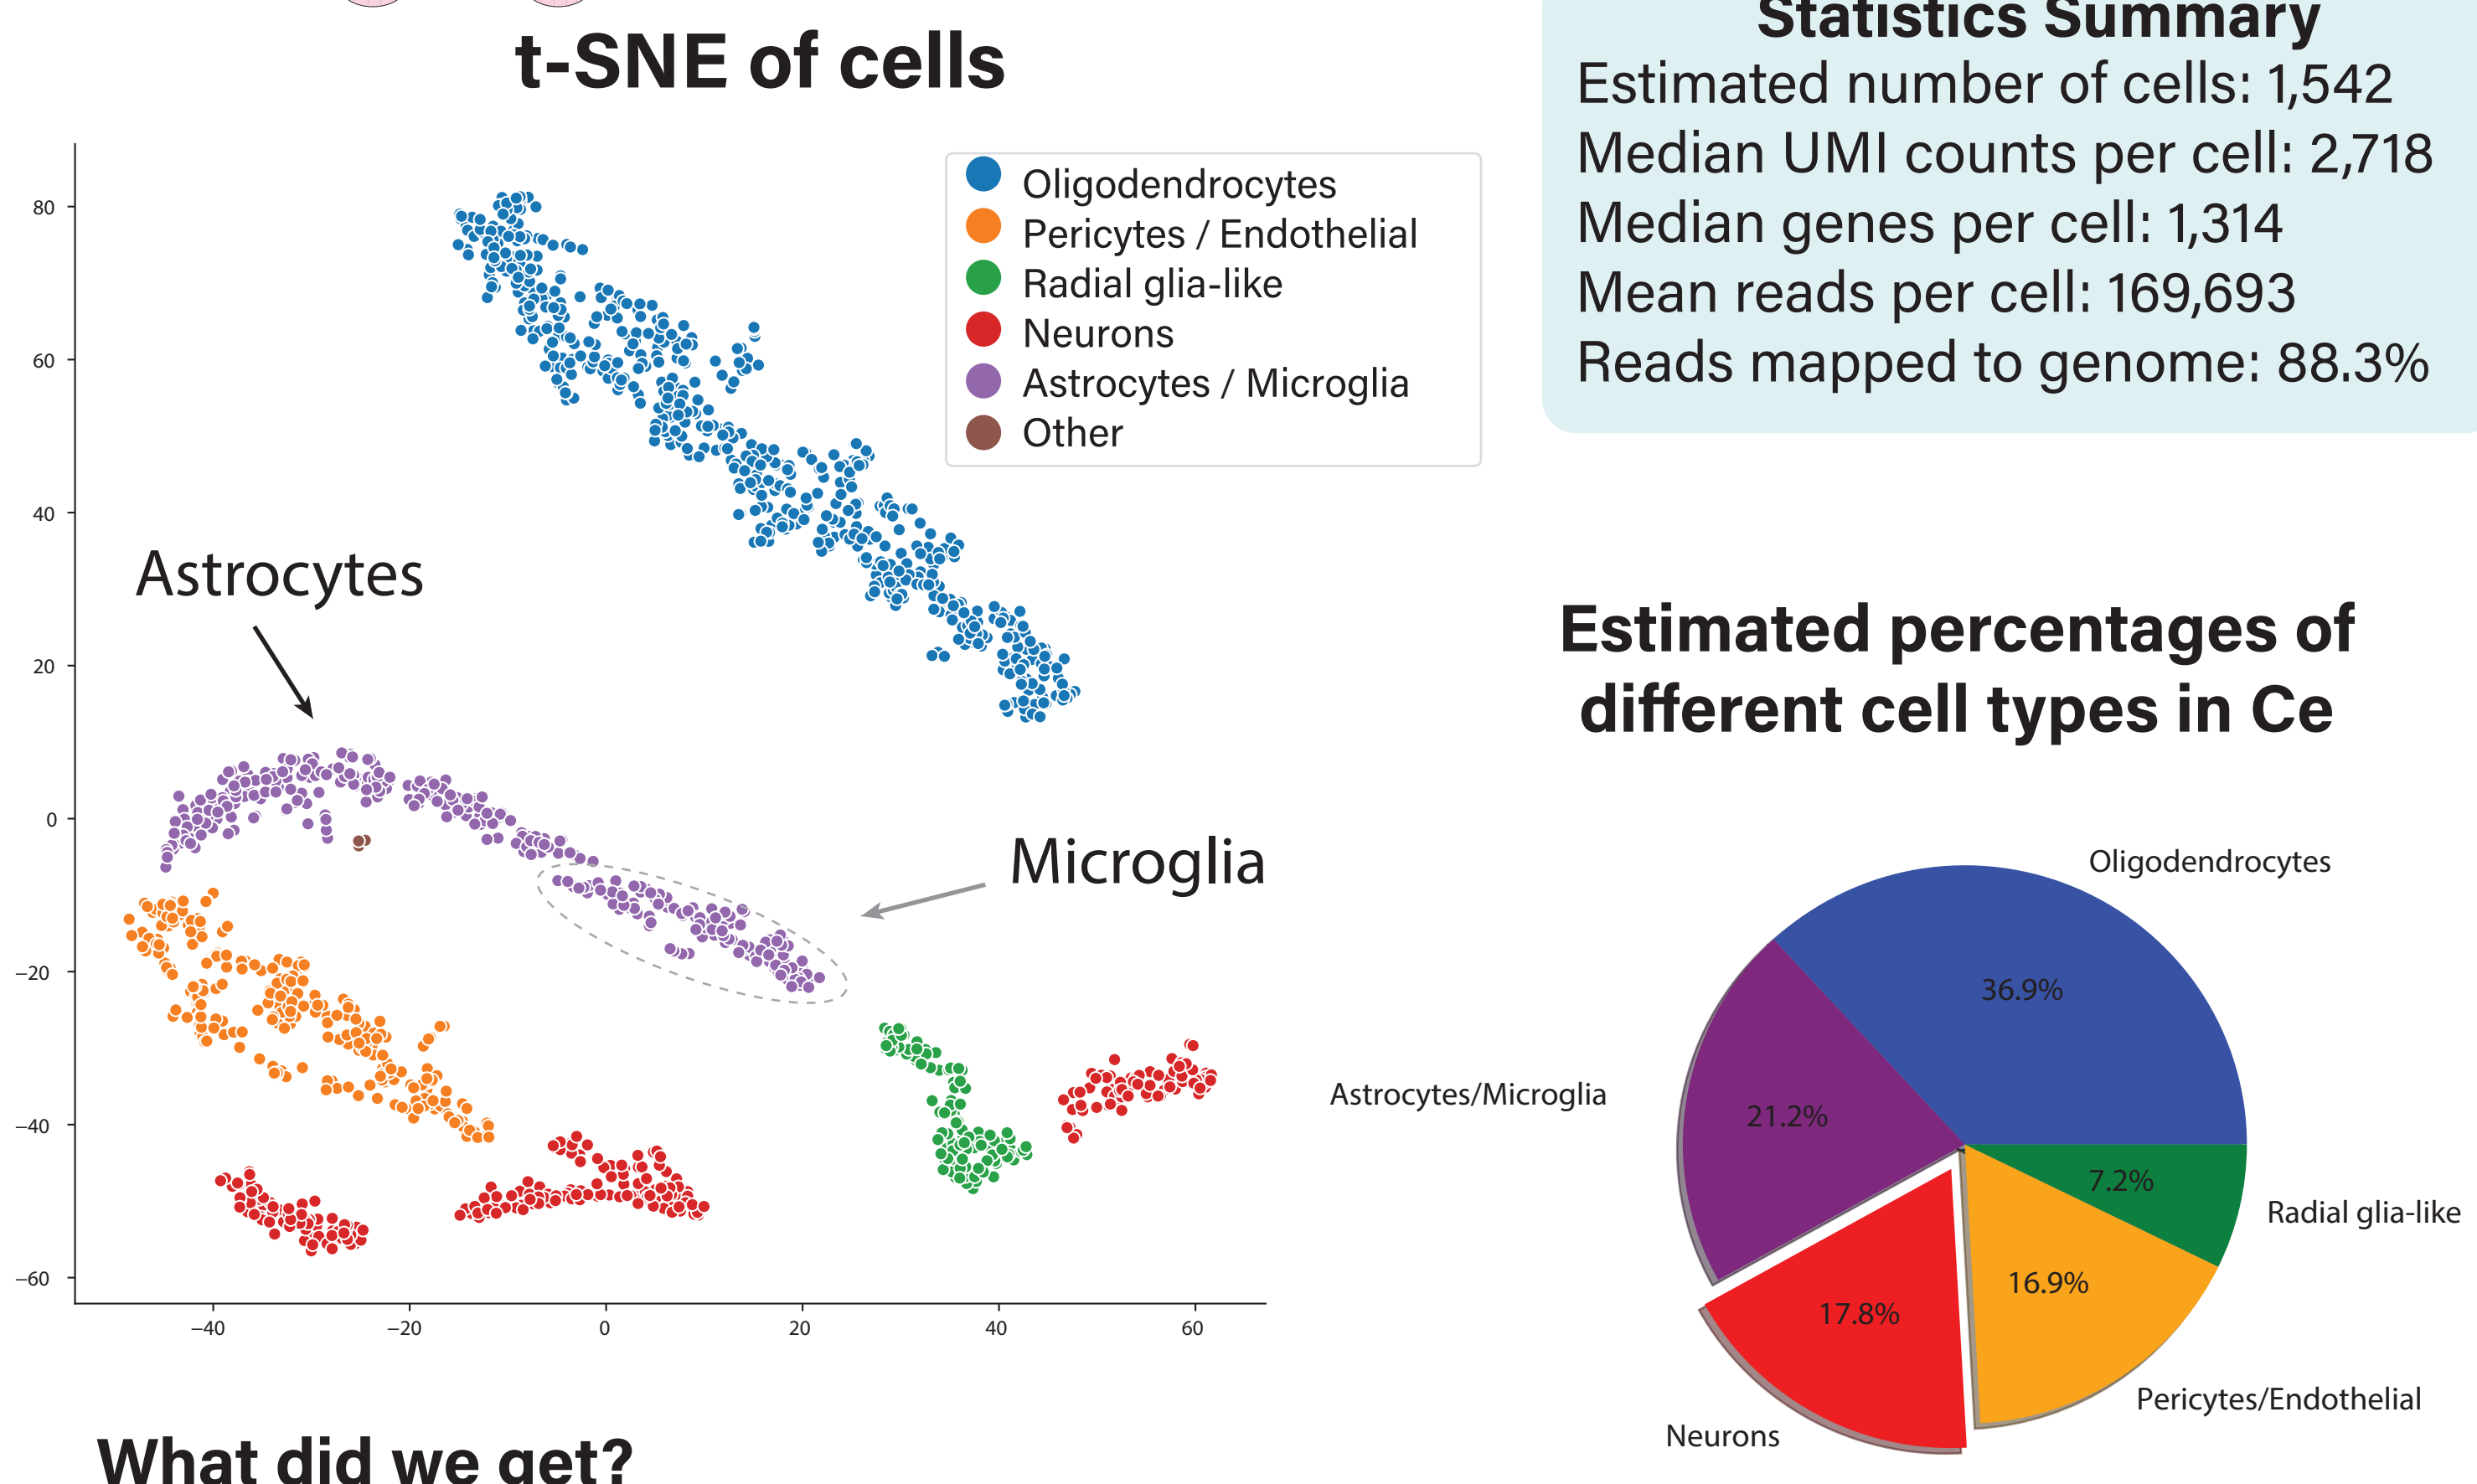 t-SNE of cells
80
60
40
20
0
−20
−40
−60
−40
−20
0
20
40
60
Oligodendrocytes
Pericytes / Endothelial
Radial glia-like
Neurons
Astrocytes / Microglia
Other
Astrocytes
Microglia
What did we get?
Statistics Summary
Estimated number of cells: 1,542
Median UMI counts per cell: 2,718
Median genes per cell: 1,314
Mean reads per cell: 169,693
Reads mapped to genome: 88.3%
Estimated percentages of
different cell types in Ce
Oligodendrocytes
36.9%
Astrocytes/Microglia
21.2%
7.2%
Radial glia-like
16.9%
17.8%
Pericytes/Endothelial
Neurons